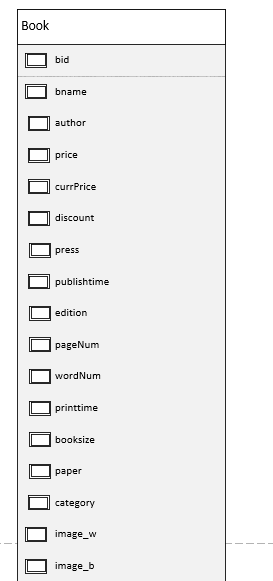 Book
bid
bname
author
price
currPrice
discount
press
publishtime
edition
pageNum
wordNum
printtime
booksize
paper
category
image_w
image_b